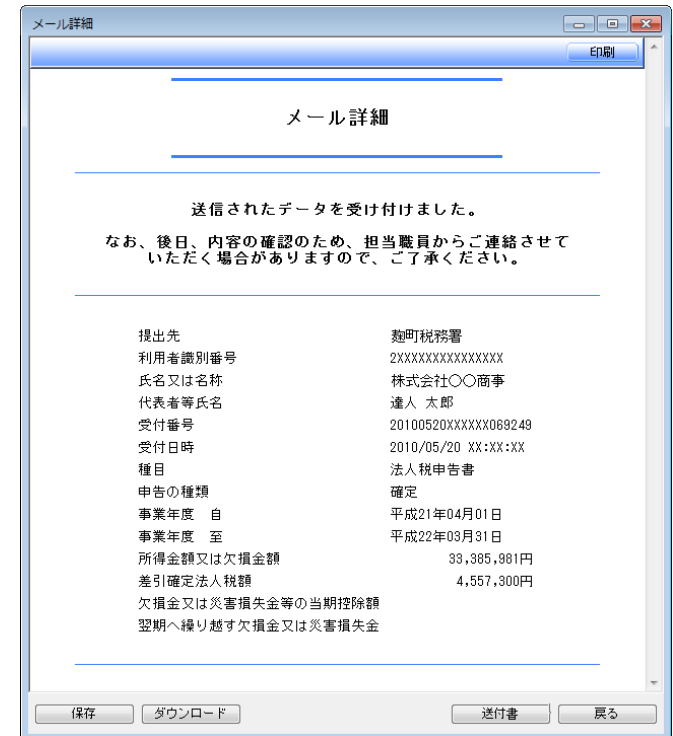 メール詳細
印刷
メール詳細
送信されたデータを受け付けました。
なお、後日、内容の確認のため、担当職員からご連絡させて
いただく場合がありますので、ご了承ください。
提出先 麹町税務署
利用者識別番号 2XXXXXXXXXXXXXXX
氏名又は名称 株式会社〇〇商事
代表者等氏名 達人 太郎
受付番号 20100520XXXXXX069249
受付日時 2010/05/20 XX:XX:XX
種目 法人税申告書
申告の種類 確定
事業年度 自 平成21年04月01日
事業年度 至 平成22年03月31日
所得金額又は欠損金額 33,385,981円
差引確定法人税額 4,557,300円
欠損金又は災害損失金等の当期控除額
翌期へ繰り越す欠損金又は災害損失金
保存 ダウンロード 送付書 戻る